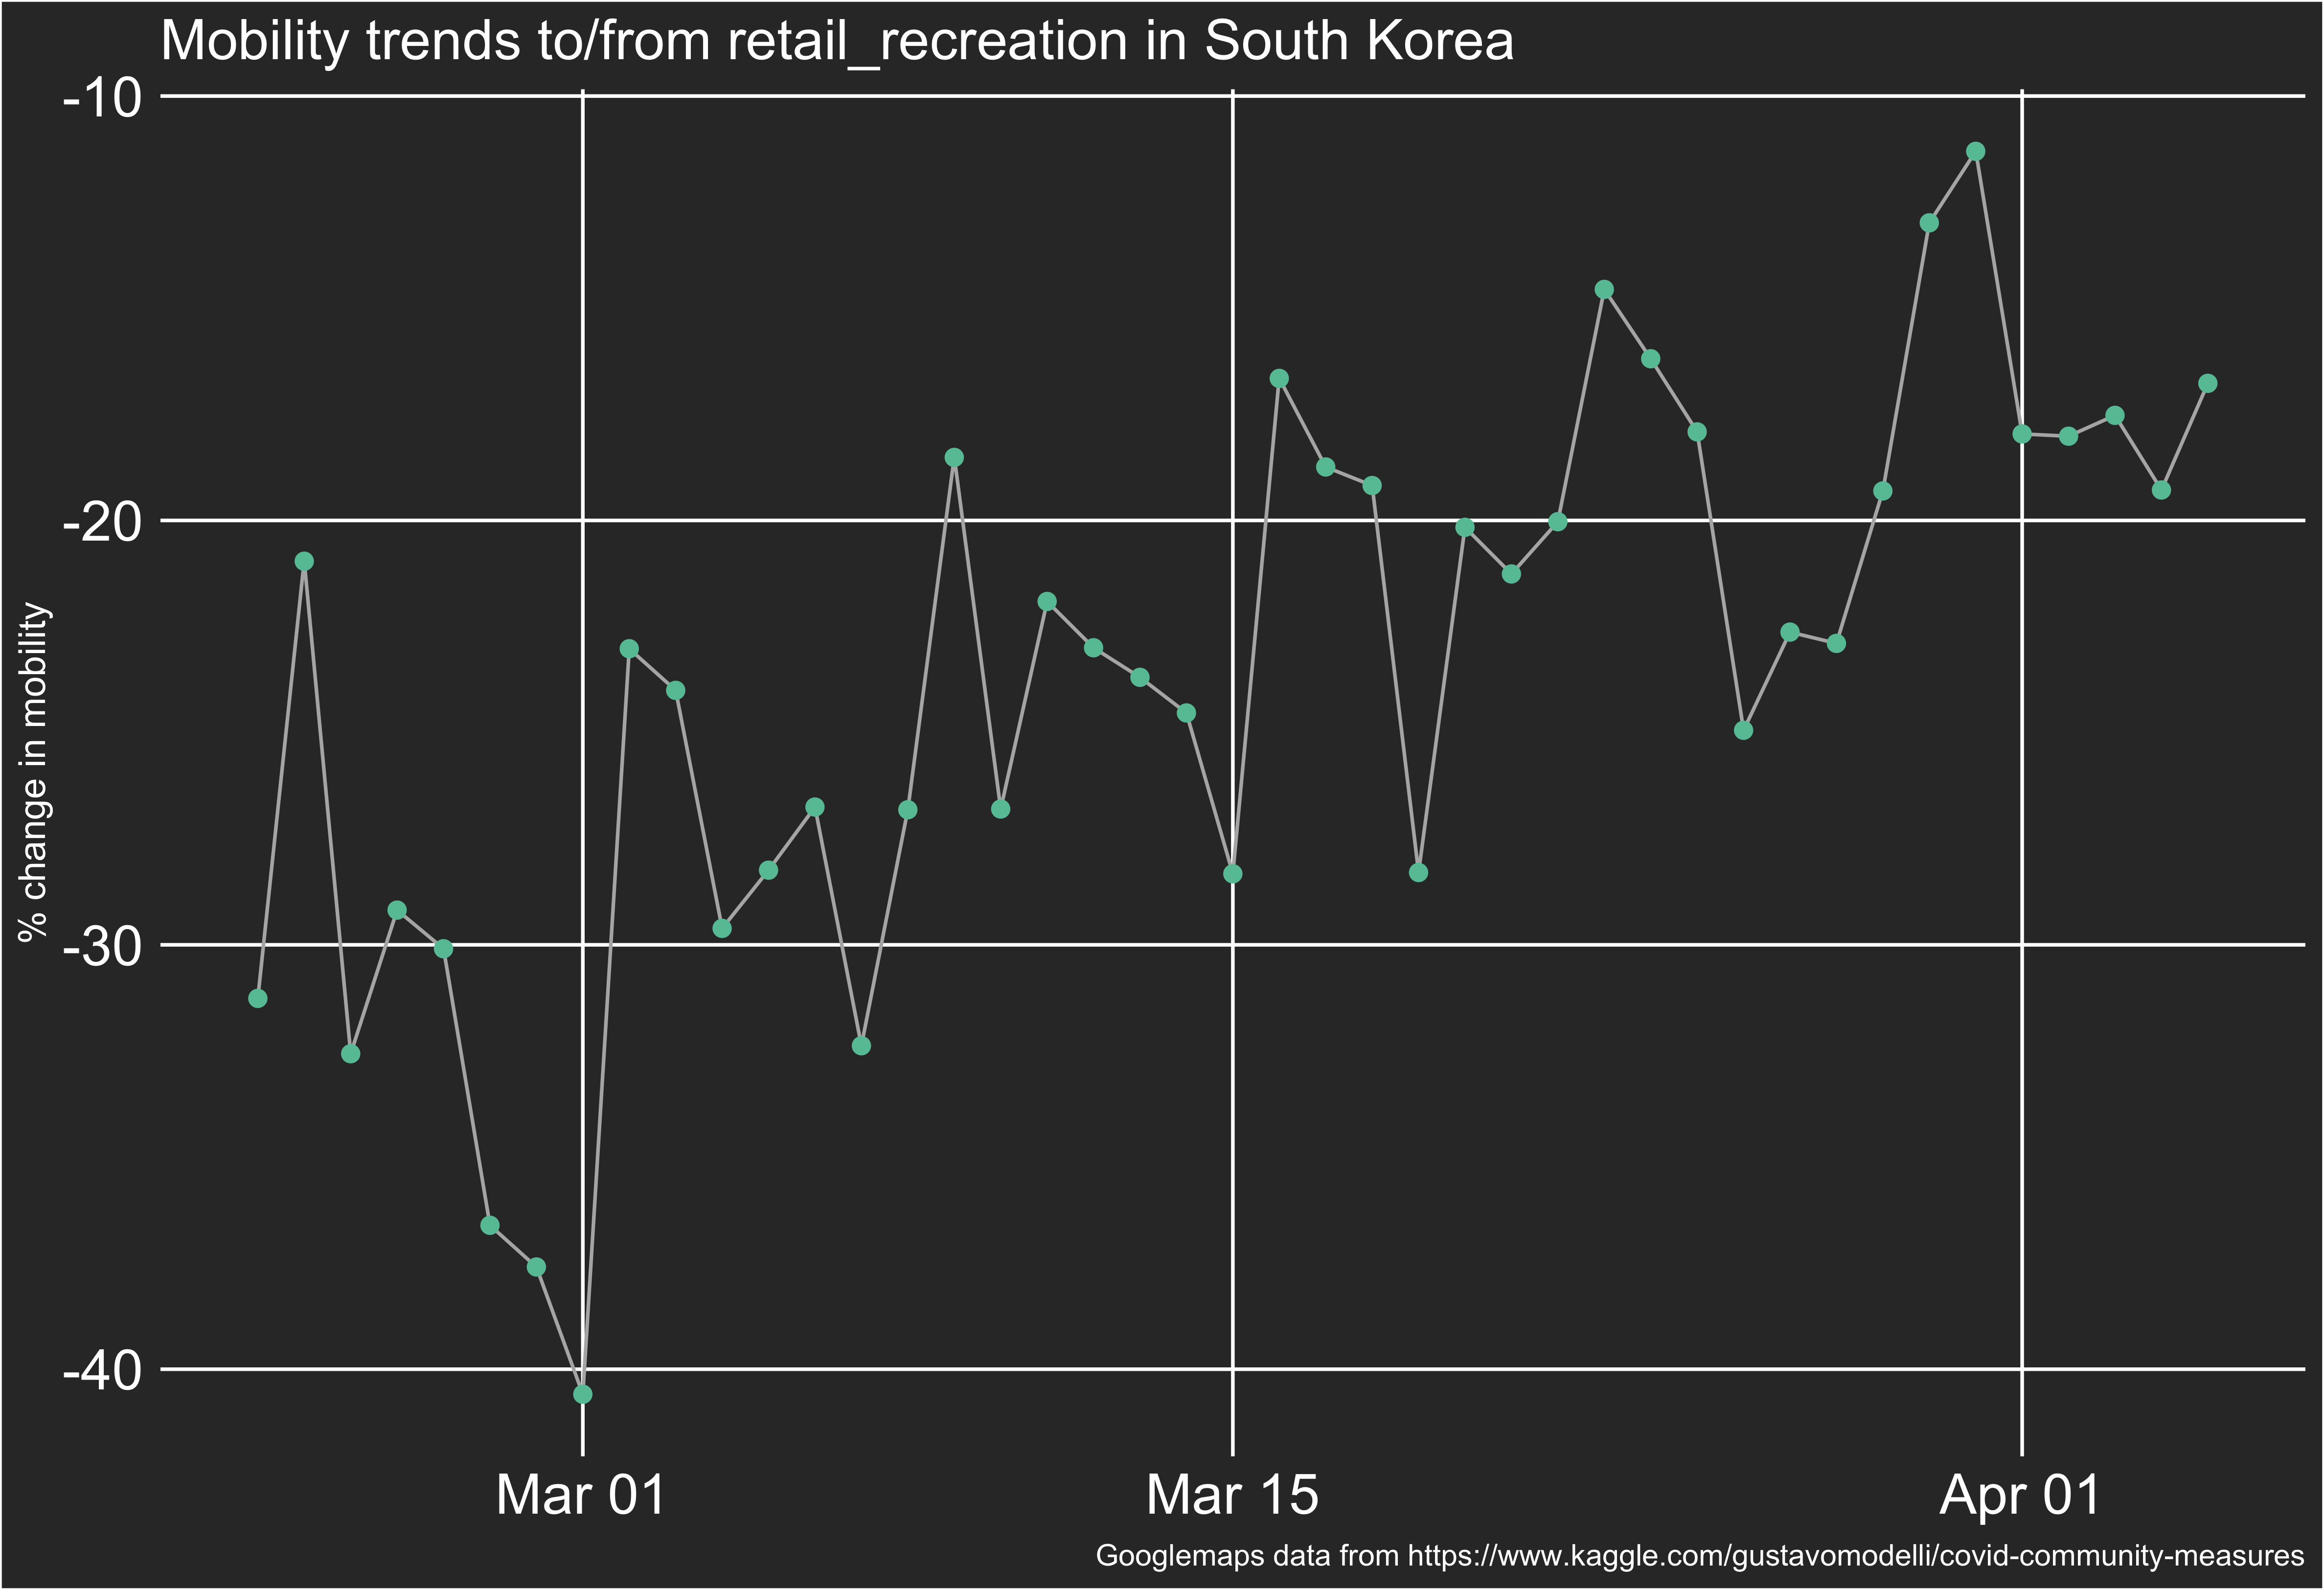 Mobility trends to/from retail_recreation in South Korea
-10
-20
-30
-40
% change in mobility
Mar 01
Mar 15
Apr 01
Googlemaps data from https://www.kaggle.com/gustavomodelli/covid-community-measures